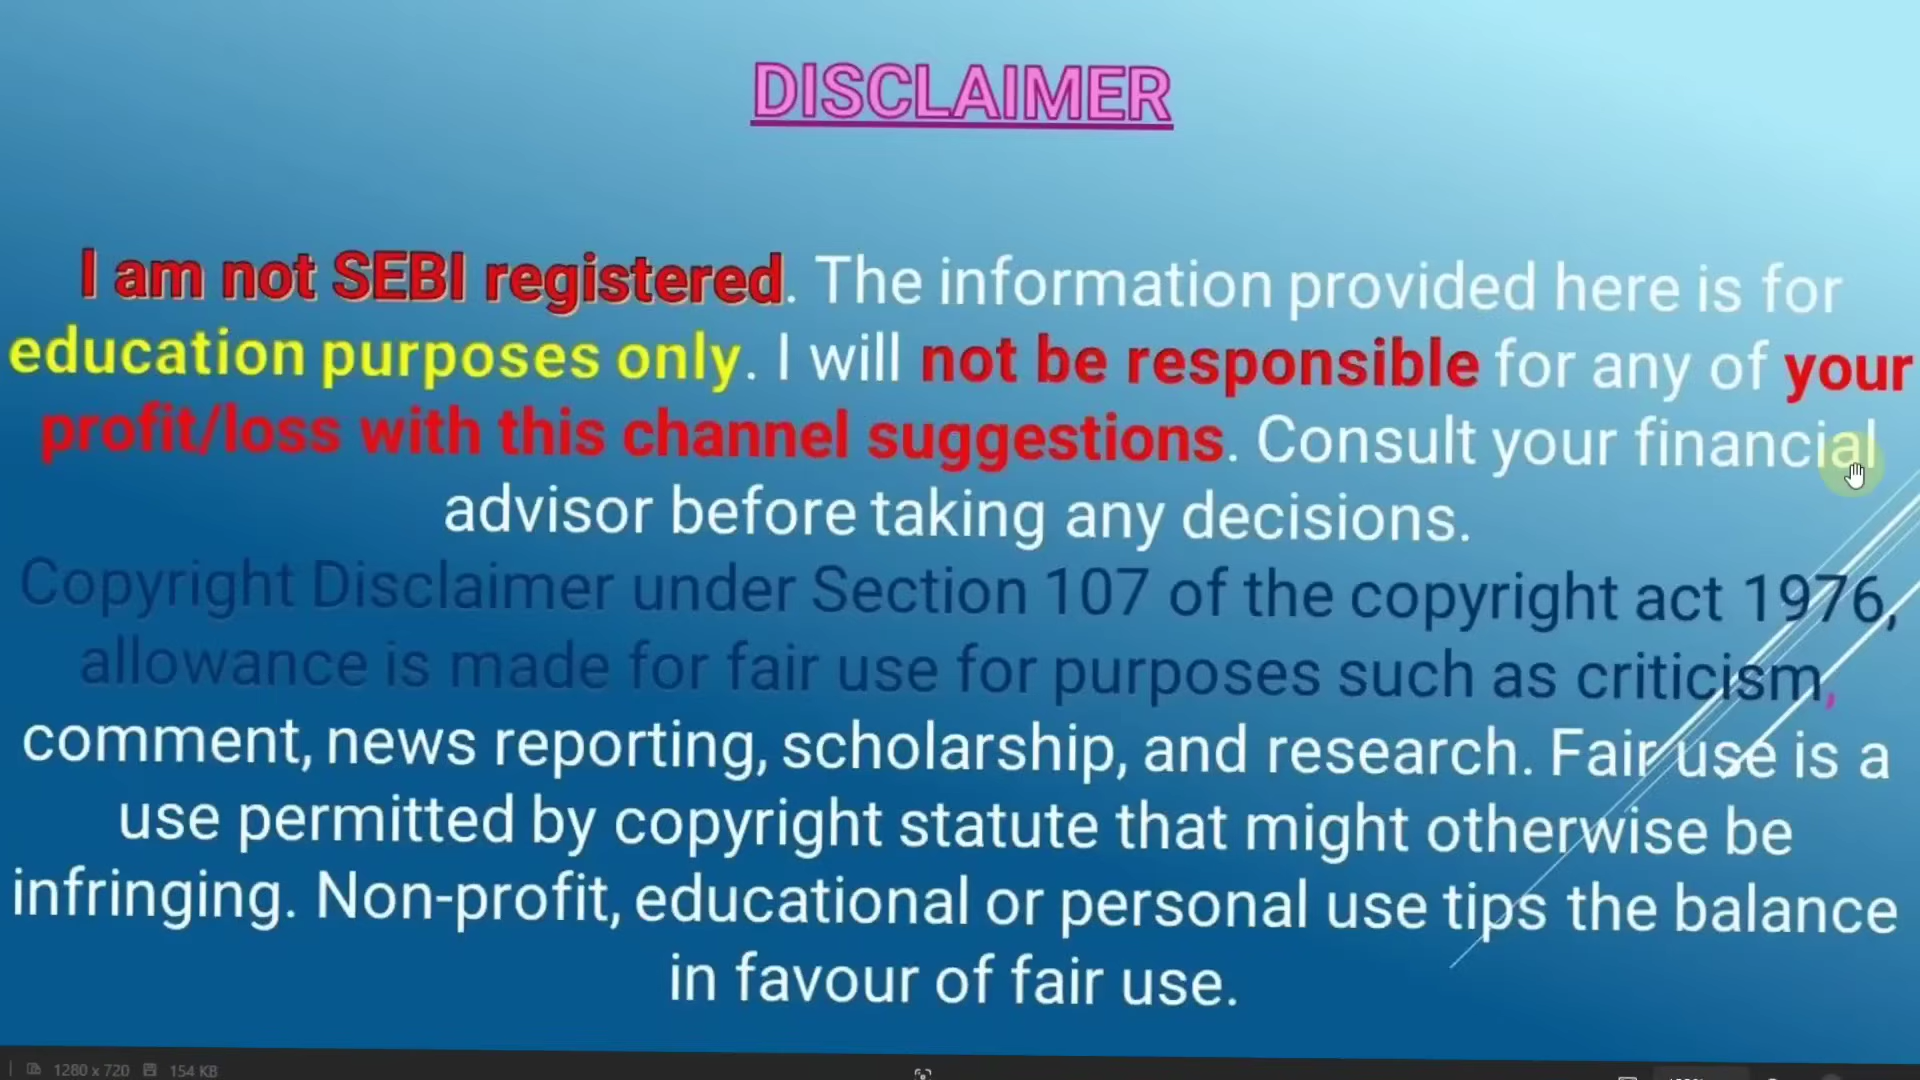 DISCLAIMER
I am not SEBI registered. The information provided here is for
education purposes only. I will not be responsible for any of your
profit/loss with this channel suggestions. Consult your financial
advisor before taking any decisions.
Copyright Disclaimer under Section 107 of the copyright act 1976,
allowance is made for fair use for purposes such as criticism,
comment, news reporting, scholarship, and research. Fair use is a
use permitted by copyright statute that might otherwise be
infringing. Non-profit, educational or personal use tips the balance
in favour of fair use.
1280 x 720 154 KB